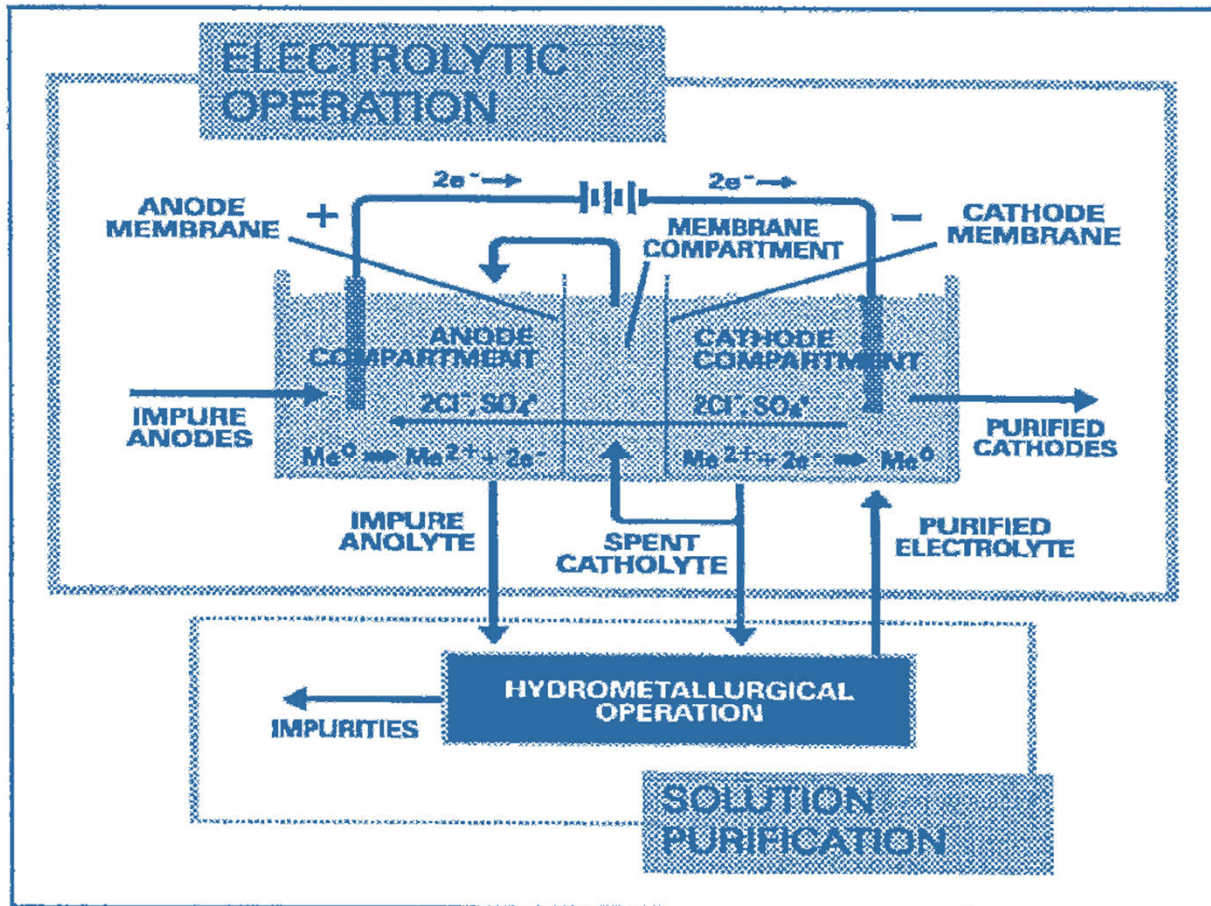 ELECTROLYTIC
OPERATION
2e⁻→
2e⁻→
ANODE
MEMBRANE
+
MEMBRANE
COMPARTMENT
−
CATHODE
MEMBRANE
ANODE
COMPARTMENT
CATHODE
COMPARTMENT
IMPURE
ANODES
2Cl⁻, SO₄⁼
2Cl⁻, SO₄⁼
PURIFIED
CATHODES
Me⁰ ⇒ Me²⁺ + 2e⁻
Me²⁺ + 2e⁻ ⇒ Me⁰
IMPURE
ANOLYTE
SPENT
CATHOLYTE
PURIFIED
ELECTROLYTE
HYDROMETALLURGICAL
OPERATION
IMPURITIES
SOLUTION
PURIFICATION